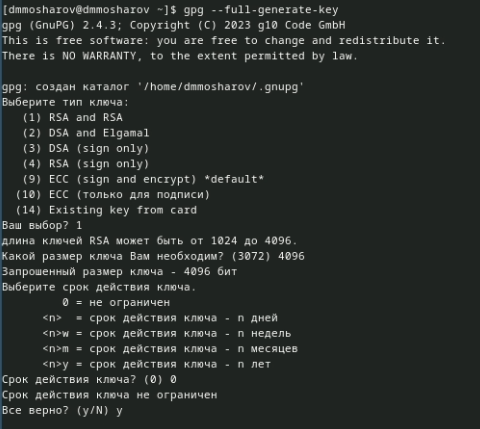 [dmmosharov@dmmosharov ~]$ gpg --full-generate-key
gpg (GnuPG) 2.4.3; Copyright (C) 2023 g10 Code GmbH
This is free software: you are free to change and redistribute it.
There is NO WARRANTY, to the extent permitted by law.

gpg: создан каталог '/home/dmmosharov/.gnupg'
Выберите тип ключа:
   (1) RSA and RSA
   (2) DSA and Elgamal
   (3) DSA (sign only)
   (4) RSA (sign only)
   (9) ECC (sign and encrypt) *default*
  (10) ECC (только для подписи)
  (14) Existing key from card
Ваш выбор? 1
длина ключей RSA может быть от 1024 до 4096.
Какой размер ключа Вам необходим? (3072) 4096
Запрошенный размер ключа - 4096 бит
Выберите срок действия ключа.
         0 = не ограничен
      <n>  = срок действия ключа - n дней
      <n>w = срок действия ключа - n недель
      <n>m = срок действия ключа - n месяцев
      <n>y = срок действия ключа - n лет
Срок действия ключа? (0) 0
Срок действия ключа не ограничен
Все верно? (y/N) y